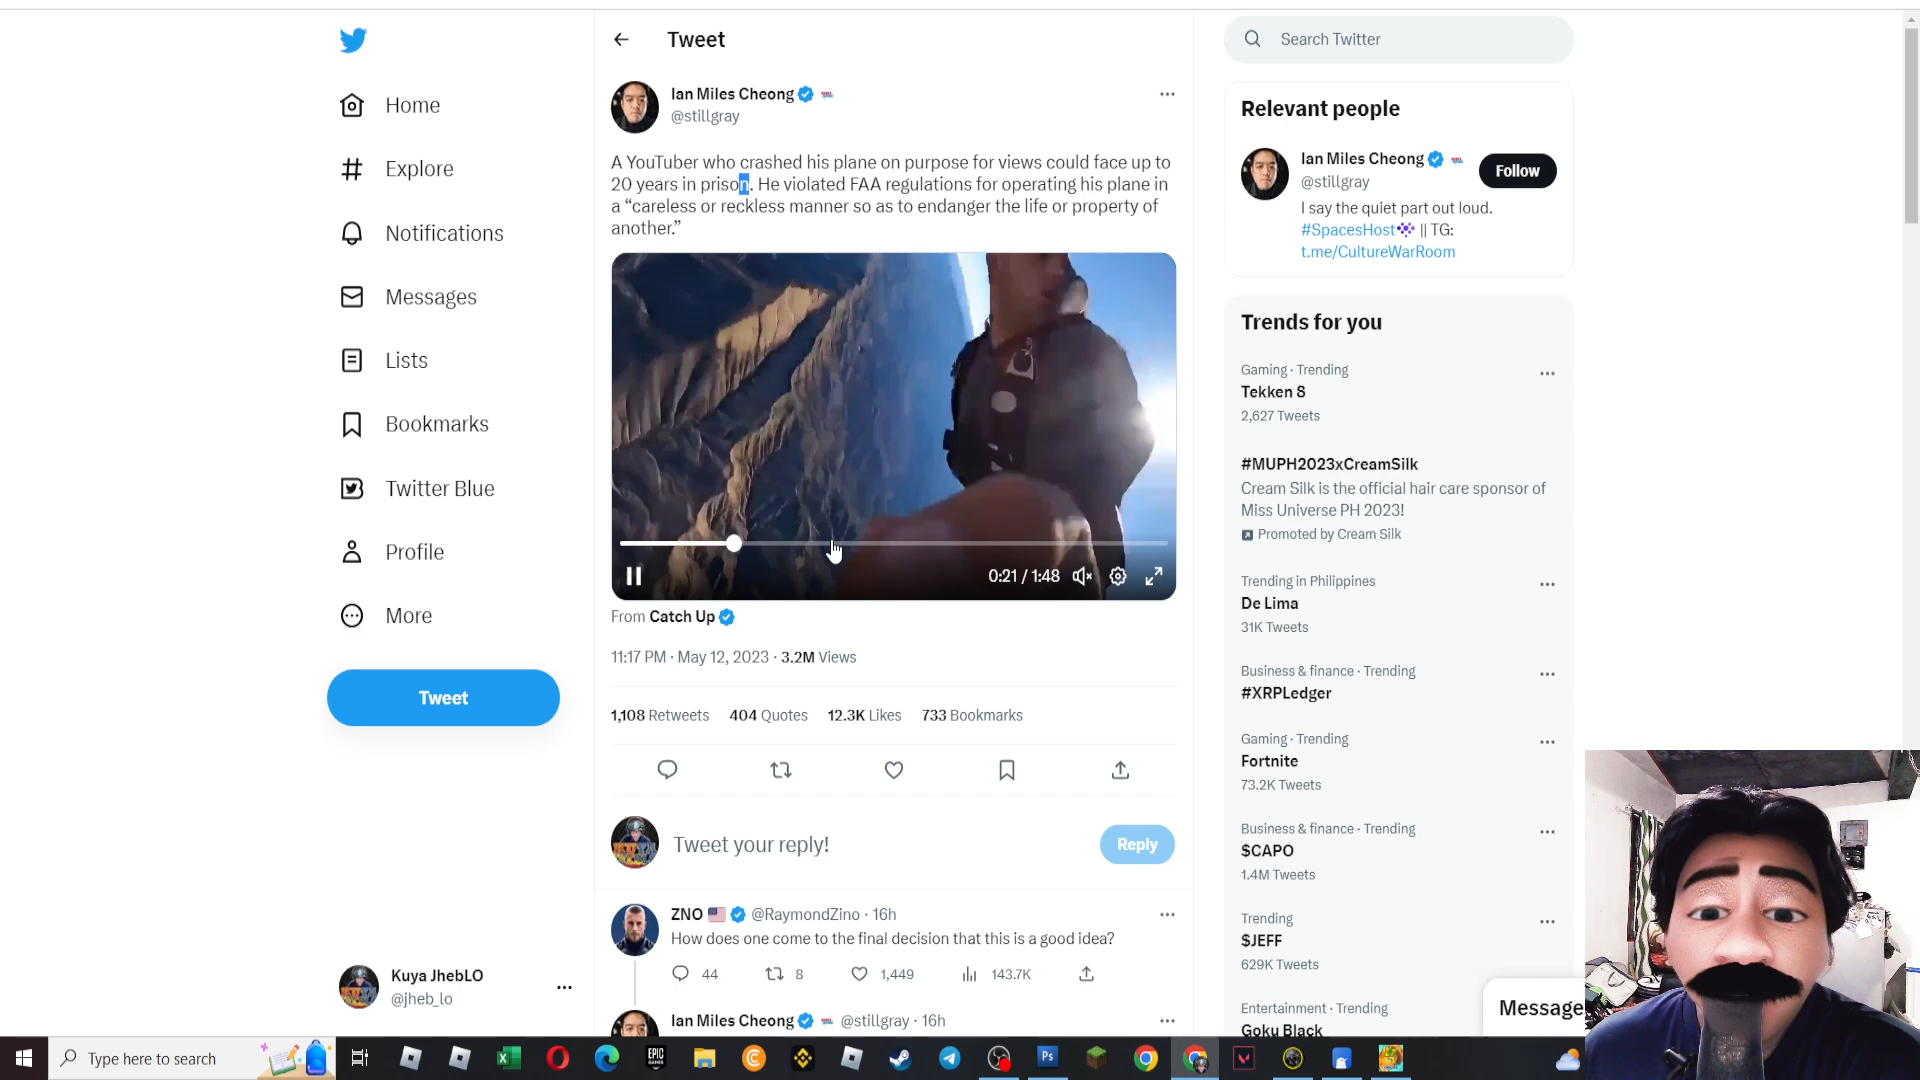 Home
Explore
Notifications
Messages
Lists
Bookmarks
Twitter Blue
Profile
More
Tweet
Kuya JhebLO
@jheb_lo
Tweet
Ian Miles Cheong
@stillgray
A YouTuber who crashed his plane on purpose for views could face up to
20 years in prison. He violated FAA regulations for operating his plane in
a “careless or reckless manner so as to endanger the life or property of
another.”
0:21 / 1:48
From Catch Up
11:17 PM · May 12, 2023 · 3.2M Views
1,108 Retweets 404 Quotes 12.3K Likes 733 Bookmarks
Tweet your reply!
Reply
ZNO @RaymondZino · 16h
How does one come to the final decision that this is a good idea?
44 8 1,449 143.7K
Ian Miles Cheong @stillgray · 16h
Search Twitter
Relevant people
Ian Miles Cheong
@stillgray
Follow
I say the quiet part out loud.
#SpacesHost || TG:
t.me/CultureWarRoom
Trends for you
Gaming · Trending
Tekken 8
2,627 Tweets
#MUPH2023xCreamSilk
Cream Silk is the official hair care sponsor of
Miss Universe PH 2023!
Promoted by Cream Silk
Trending in Philippines
De Lima
31K Tweets
Business & finance · Trending
#XRPLedger
Gaming · Trending
Fortnite
73.2K Tweets
Business & finance · Trending
$CAPO
1.4M Tweets
Trending
$JEFF
629K Tweets
Entertainment · Trending
Goku Black
Message
Type here to search
EPIC
GAMES
Ps